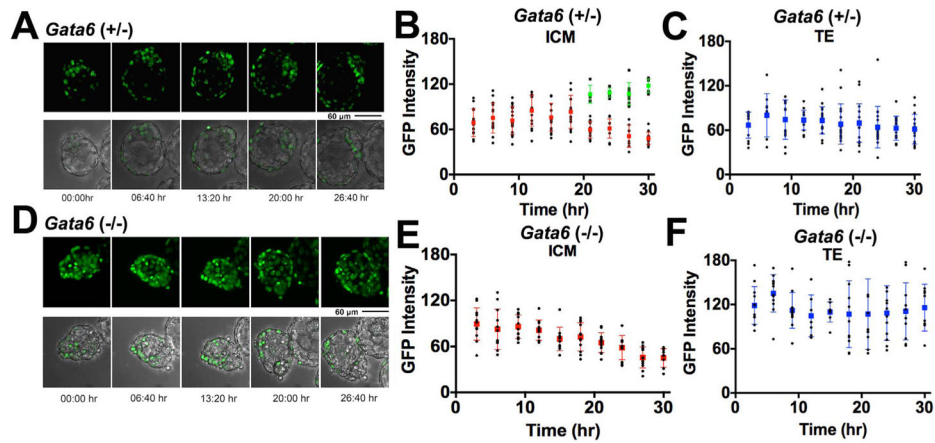 A
Gata6 (+/-)
60 µm
00:00hr 06:40 hr 13:20 hr 20:00 hr 26:40 hr
B
Gata6 (+/-)
ICM
GFP Intensity
180
120
60
0
0 10 20 30
Time (hr)
C
Gata6 (+/-)
TE
GFP Intensity
180
120
60
0
0 10 20 30
Time (hr)
D
Gata6 (-/-)
60 µm
00:00 hr 06:40 hr 13:20 hr 20:00 hr 26:40 hr
E
Gata6 (-/-)
ICM
GFP Intensity
180
120
60
0
0 10 20 30
Time (hr)
F
Gata6 (-/-)
TE
GFP Intensity
180
120
60
0
0 10 20 30
Time (hr)